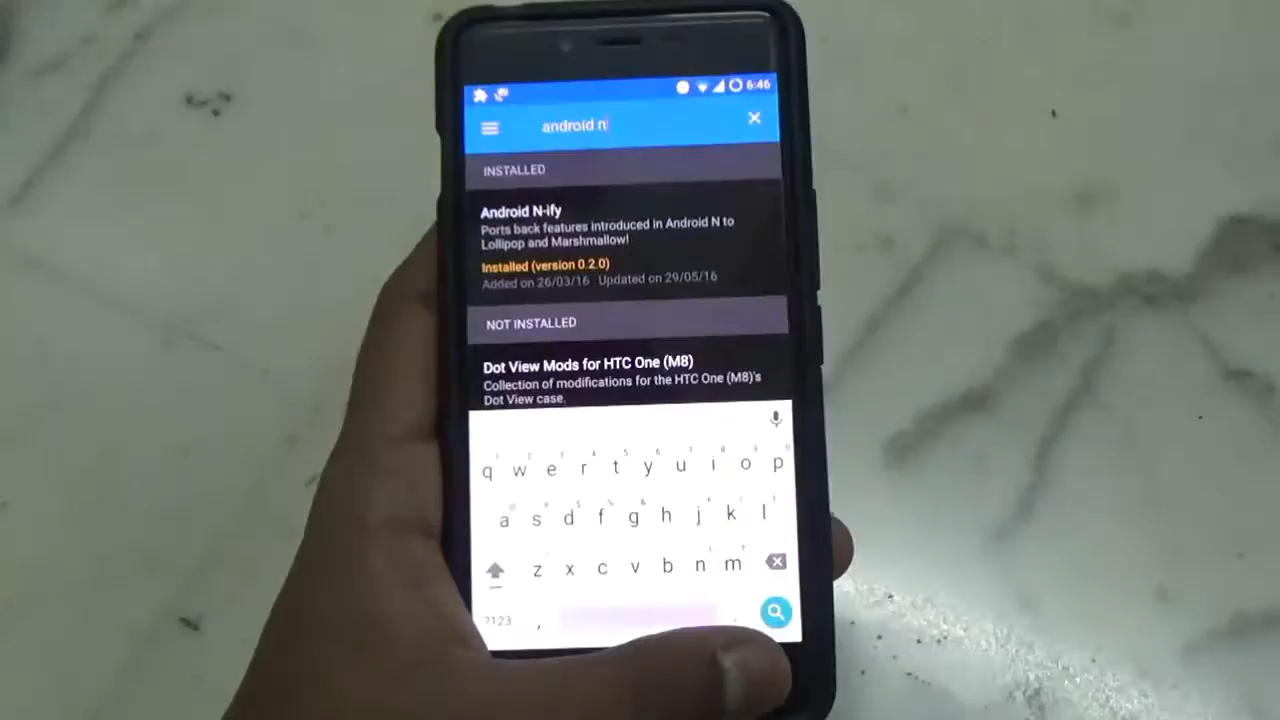 6:46
android n
INSTALLED
Android N-ify
Ports back features introduced in Android N to
Lollipop and Marshmallow!
Installed (version 0.2.0)
Added on 26/03/16 Updated on 29/05/16
NOT INSTALLED
Dot View Mods for HTC One (M8)
Collection of modifications for the HTC One (M8)'s
Dot View case.
q w e r t y u i o p
a s d f g h j k l
z x c v b n m
?123 , .